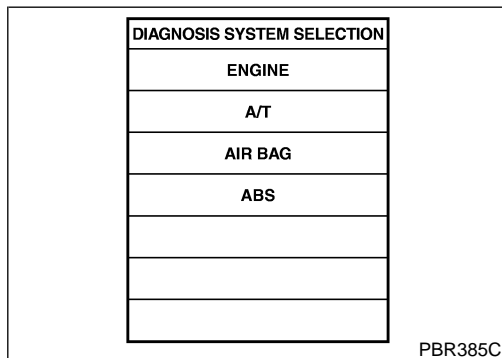 DIAGNOSIS SYSTEM SELECTION
ENGINE
A/T
AIR BAG
ABS
PBR385C